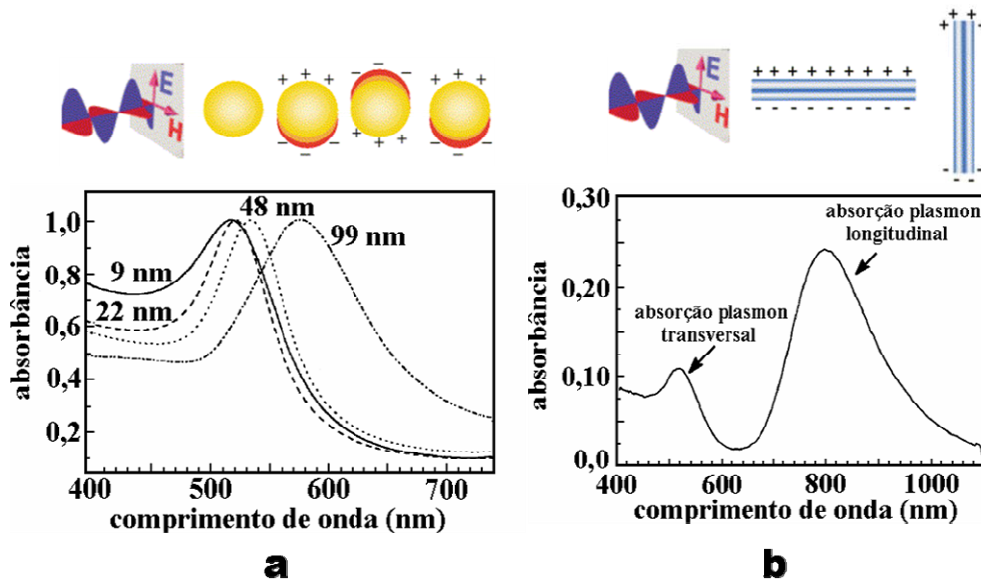 E
H
+ + +
- - -
- - -
+ + +
+ + +
- - -
absorbância
1,0
0,8
0,6
0,4
0,2
9 nm
22 nm
48 nm
99 nm
400 500 600 700
comprimento de onda (nm)
a
E
H
+ + + + + + + + +
- - - - - - - - -
+ + + +
- - - -
absorbância
0,30
0,20
0,10
0,0
absorção plasmon
transversal
absorção plasmon
longitudinal
400 600 800 1000
comprimento de onda (nm)
b